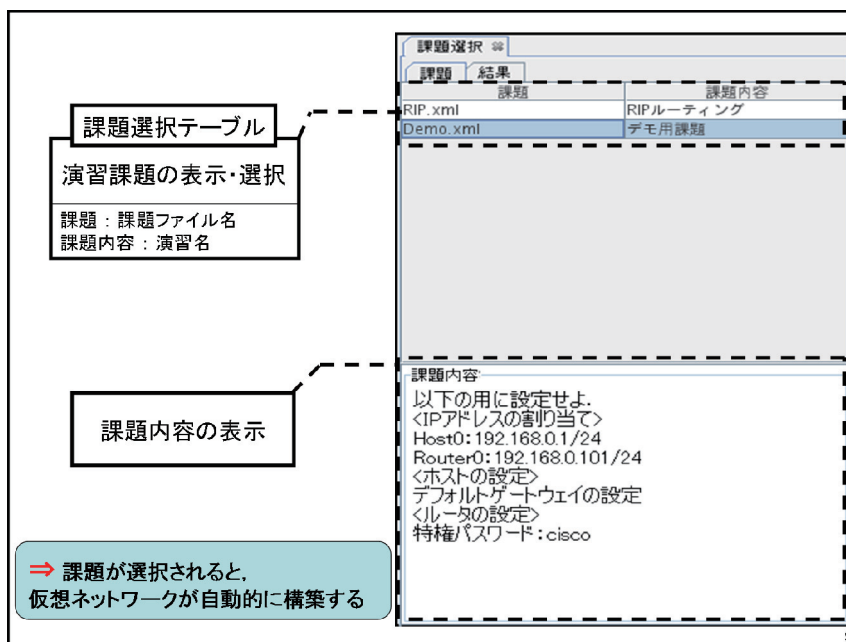 課題選択
課題 結果
課題 課題内容
RIP.xml RIPルーティング
Demo.xml デモ用課題
課題選択テーブル
演習課題の表示・選択
課題：課題ファイル名
課題内容：演習名
課題内容の表示
課題内容
以下の用に設定せよ.
<IPアドレスの割り当て>
Host0：192.168.0.1/24
Router0：192.168.0.101/24
<ホストの設定>
デフォルトゲートウェイの設定
<ルータの設定>
特権パスワード：cisco
⇒ 課題が選択されると,
仮想ネットワークが自動的に構築する